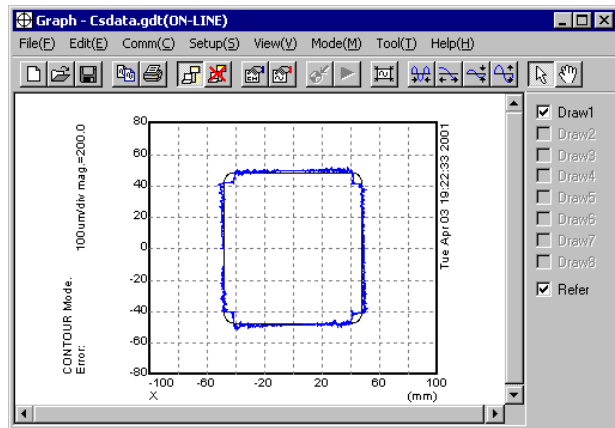 Graph - Csdata.gdt(ON-LINE)
File(F) Edit(E) Comm(C) Setup(S) View(V) Mode(M) Tool(T) Help(H)
CONTOUR Mode.
Error:
100um/div mag.=200.0
80
60
40
20
0
-20
-40
-60
-80
-100 -60 -20 20 60 100
X (mm)
Tue Apr 03 19:22:33 2001
Draw1
Draw2
Draw3
Draw4
Draw5
Draw6
Draw7
Draw8
Refer